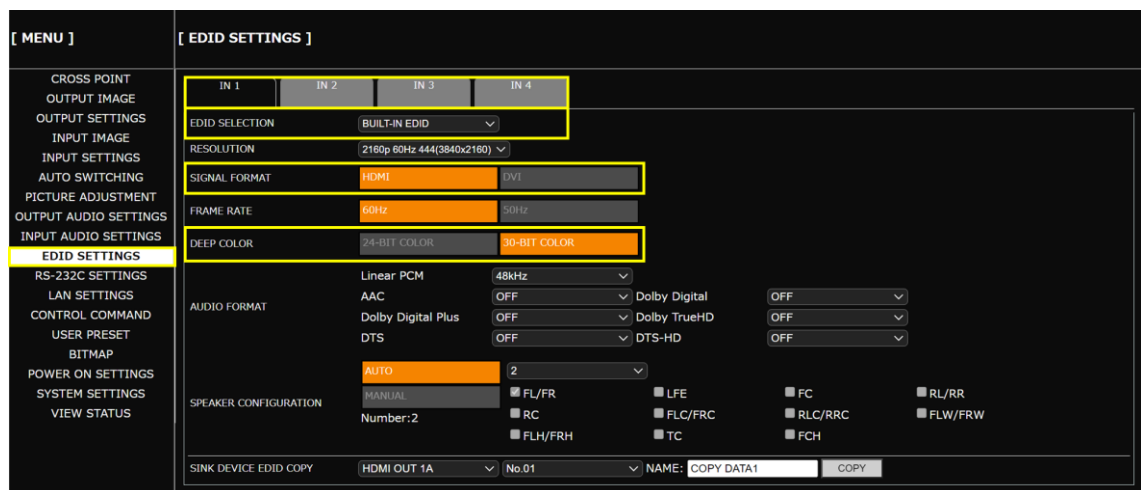 [ MENU ]
[ EDID SETTINGS ]
CROSS POINT
OUTPUT IMAGE
OUTPUT SETTINGS
INPUT IMAGE
INPUT SETTINGS
AUTO SWITCHING
PICTURE ADJUSTMENT
OUTPUT AUDIO SETTINGS
INPUT AUDIO SETTINGS
EDID SETTINGS
RS-232C SETTINGS
LAN SETTINGS
CONTROL COMMAND
USER PRESET
BITMAP
POWER ON SETTINGS
SYSTEM SETTINGS
VIEW STATUS
IN 1 IN 2 IN 3 IN 4
EDID SELECTION BUILT-IN EDID
RESOLUTION 2160p 60Hz 444(3840x2160)
SIGNAL FORMAT HDMI DVI
FRAME RATE 60Hz 50Hz
DEEP COLOR 24-BIT COLOR 30-BIT COLOR
AUDIO FORMAT
Linear PCM 48kHz
AAC OFF Dolby Digital OFF
Dolby Digital Plus OFF Dolby TrueHD OFF
DTS OFF DTS-HD OFF
SPEAKER CONFIGURATION
AUTO 2
MANUAL FL/FR LFE FC RL/RR
Number:2 RC FLC/FRC RLC/RRC FLW/FRW
FLH/FRH TC FCH
SINK DEVICE EDID COPY HDMI OUT 1A No.01 NAME: COPY DATA1 COPY